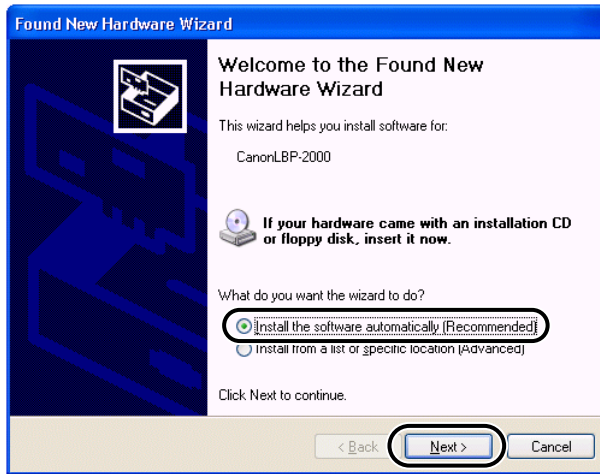 Found New Hardware Wizard
Welcome to the Found New
Hardware Wizard
This wizard helps you install software for:
CanonLBP-2000
If your hardware came with an installation CD
or floppy disk, insert it now.
What do you want the wizard to do?
Install the software automatically (Recommended)
Install from a list or specific location (Advanced)
Click Next to continue.
< Back Next > Cancel